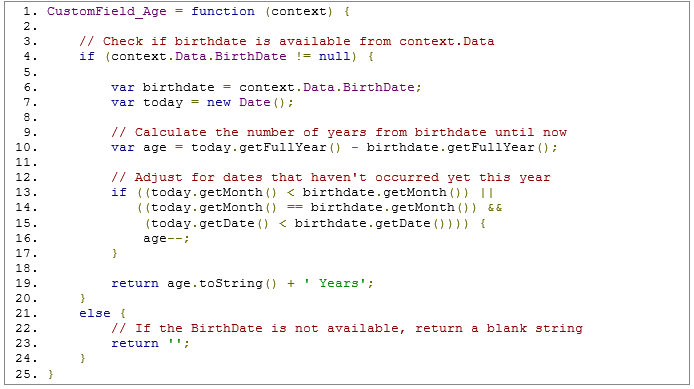 1. CustomField_Age = function (context) {
2.
3. // Check if birthdate is available from context.Data
4. if (context.Data.BirthDate != null) {
5.
6. var birthdate = context.Data.BirthDate;
7. var today = new Date();
8.
9. // Calculate the number of years from birthdate until now
10. var age = today.getFullYear() - birthdate.getFullYear();
11.
12. // Adjust for dates that haven't occurred yet this year
13. if ((today.getMonth() < birthdate.getMonth()) ||
14. ((today.getMonth() == birthdate.getMonth()) &&
15. (today.getDate() < birthdate.getDate()))) {
16. age--;
17. }
18.
19. return age.toString() + ' Years';
20. }
21. else {
22. // If the BirthDate is not available, return a blank string
23. return '';
24. }
25. }